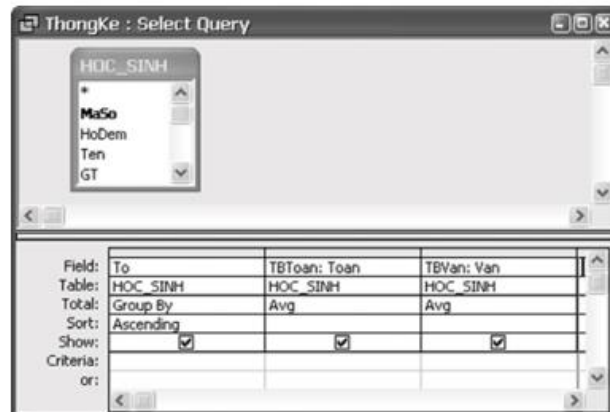 ThongKe : Select Query
HOC_SINH
*
MaSo
HoDem
Ten
GT
Field: To TBToan: Toan TBVan: Van
Table: HOC_SINH HOC_SINH HOC_SINH
Total: Group By Avg Avg
Sort: Ascending
Show:
Criteria:
or: